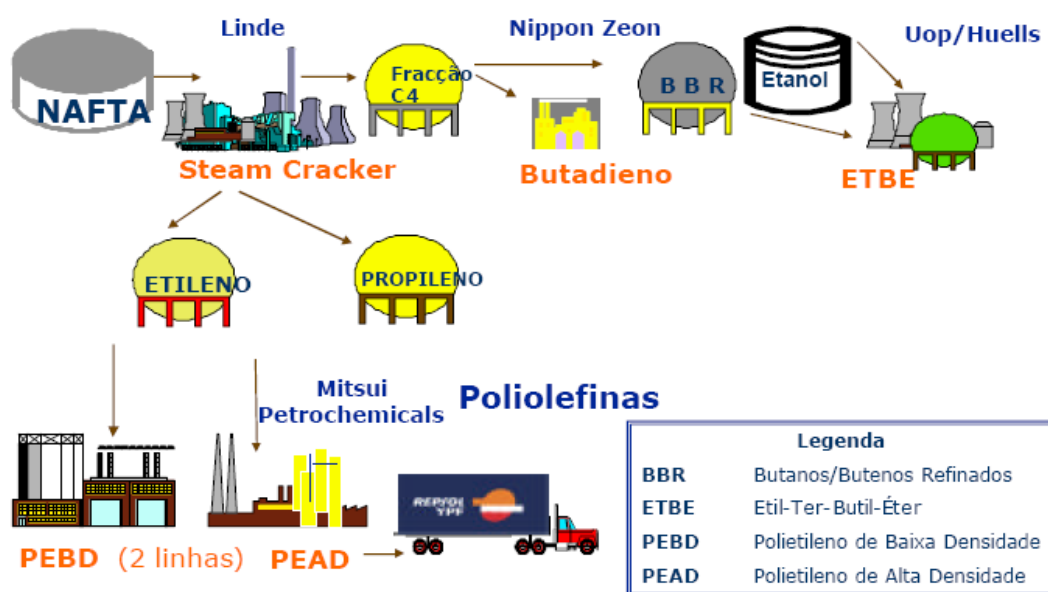 Linde
Nippon Zeon
Uop/Huells
NAFTA
Fracção
C4
B B R
Etanol
Steam Cracker
Butadieno
ETBE
ETILENO
PROPILENO
Mitsui
Petrochemicals
Poliolefinas
REPSOL
YPF
PEBD (2 linhas)
PEAD
Legenda
BBR Butanos/Butenos Refinados
ETBE Etil-Ter-Butil-Éter
PEBD Polietileno de Baixa Densidade
PEAD Polietileno de Alta Densidade